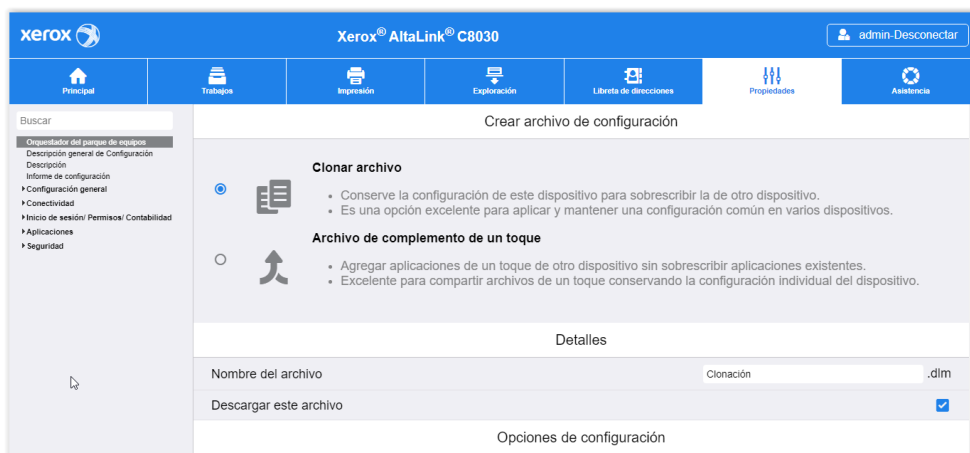 xerox
Xerox® AltaLink® C8030
admin-Desconectar
Principal
Trabajos
Impresión
Exploración
Libreta de direcciones
Propiedades
Asistencia
Buscar
Orquestador del parque de equipos
Descripción general de Configuración
Descripción
Informe de configuración
Configuración general
Conectividad
Inicio de sesión/ Permisos/ Contabilidad
Aplicaciones
Seguridad
Crear archivo de configuración
Clonar archivo
• Conserve la configuración de este dispositivo para sobrescribir la de otro dispositivo.
• Es una opción excelente para aplicar y mantener una configuración común en varios dispositivos.
Archivo de complemento de un toque
• Agregar aplicaciones de un toque de otro dispositivo sin sobrescribir aplicaciones existentes.
• Excelente para compartir archivos de un toque conservando la configuración individual del dispositivo.
Detalles
Nombre del archivo
Clonación
.dlm
Descargar este archivo
Opciones de configuración